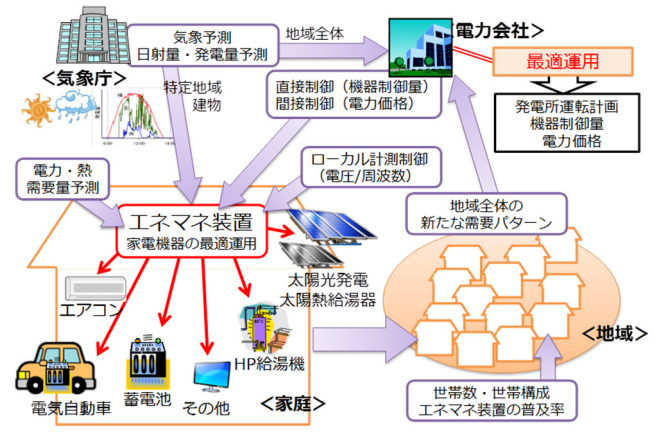 気象予測
日射量・発電量予測
地域全体
電力会社>
<気象庁>
特定地域
建物
直接制御（機器制御量）
間接制御（電力価格）
最適運用
発電所運転計画
機器制御量
電力価格
6:00
12:00
18:00
電力・熱
需要量予測
ローカル計測制御
（電圧/周波数）
地域全体の
新たな需要パターン
エネマネ装置
家電機器の最適運用
太陽光発電
太陽熱給湯器
エアコン
HP給湯機
電気自動車
蓄電池
その他
<家庭>
<地域>
世帯数・世帯構成
エネマネ装置の普及率